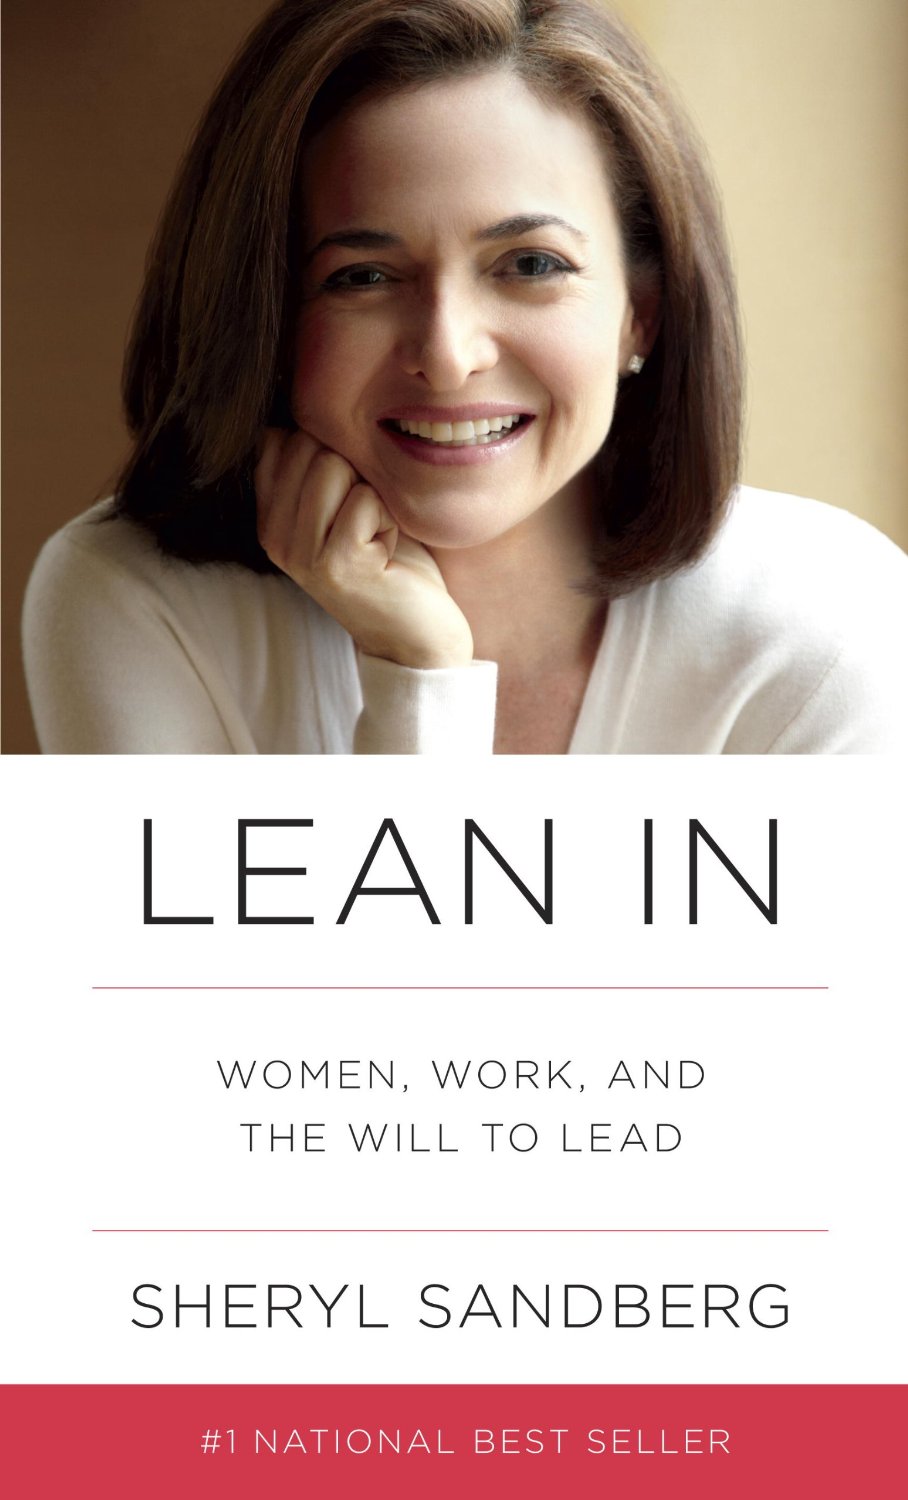 LEAN IN
WOMEN, WORK, AND
THE WILL TO LEAD
SHERYL SANDBERG
#1 NATIONAL BEST SELLER